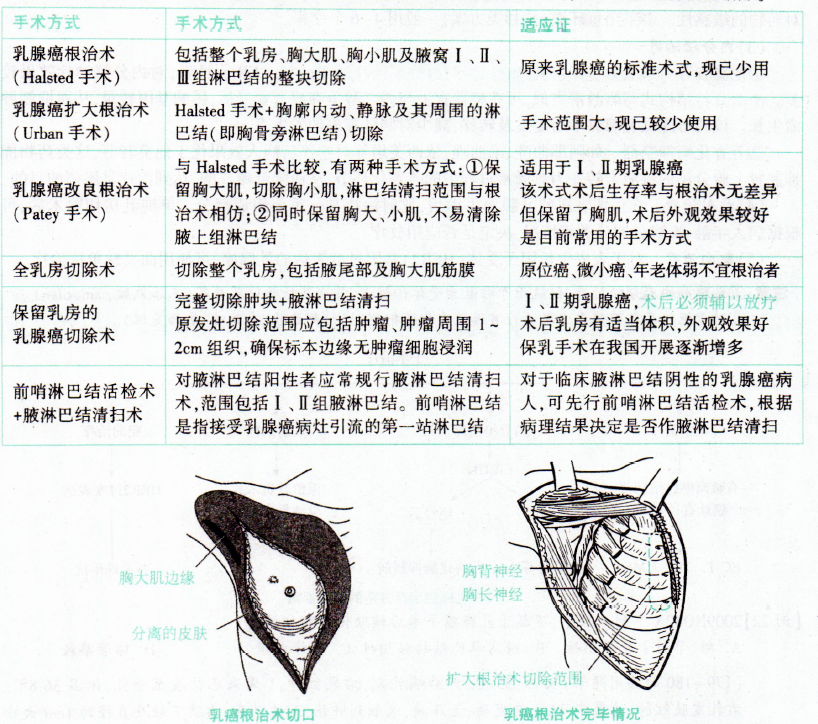 手术方式 手术方式 适应证
乳腺癌根治术
(Halsted 手术)
包括整个乳房、胸大肌、胸小肌及腋窝Ⅰ、Ⅱ、
Ⅲ组淋巴结的整块切除
原来乳腺癌的标准术式,现已少用
乳腺癌扩大根治术
(Urban 手术)
Halsted 手术+胸廓内动、静脉及其周围的淋
巴结(即胸骨旁淋巴结)切除
手术范围大,现已较少使用
乳腺癌改良根治术
(Patey 手术)
与 Halsted 手术比较,有两种手术方式:①保
留胸大肌,切除胸小肌,淋巴结清扫范围与根
治术相仿;②同时保留胸大、小肌,不易清除
腋上组淋巴结
适用于Ⅰ、Ⅱ期乳腺癌
该术式术后生存率与根治术无差异
但保留了胸肌,术后外观效果较好
是目前常用的手术方式
全乳房切除术
切除整个乳房,包括腋尾部及胸大肌筋膜
原位癌、微小癌、年老体弱不宜根治者
保留乳房的
乳腺癌切除术
完整切除肿块+腋淋巴结清扫
原发灶切除范围应包括肿瘤、肿瘤周围 1~
2cm 组织,确保标本边缘无肿瘤细胞浸润
Ⅰ、Ⅱ期乳腺癌,术后必须辅以放疗
术后乳房有适当体积,外观效果好
保乳手术在我国开展逐渐增多
前哨淋巴结活检术
+腋淋巴结清扫术
对腋淋巴结阳性者应常规行腋淋巴结清扫
术,范围包括Ⅰ、Ⅱ组腋淋巴结。前哨淋巴结
是指接受乳腺癌病灶引流的第一站淋巴结
对于临床腋淋巴结阴性的乳腺癌病
人,可先行前哨淋巴结活检术,根据
病理结果决定是否作腋淋巴结清扫
胸大肌边缘
分离的皮肤
乳癌根治术切口
胸背神经
胸长神经
扩大根治术切除范围
乳癌根治术完毕情况